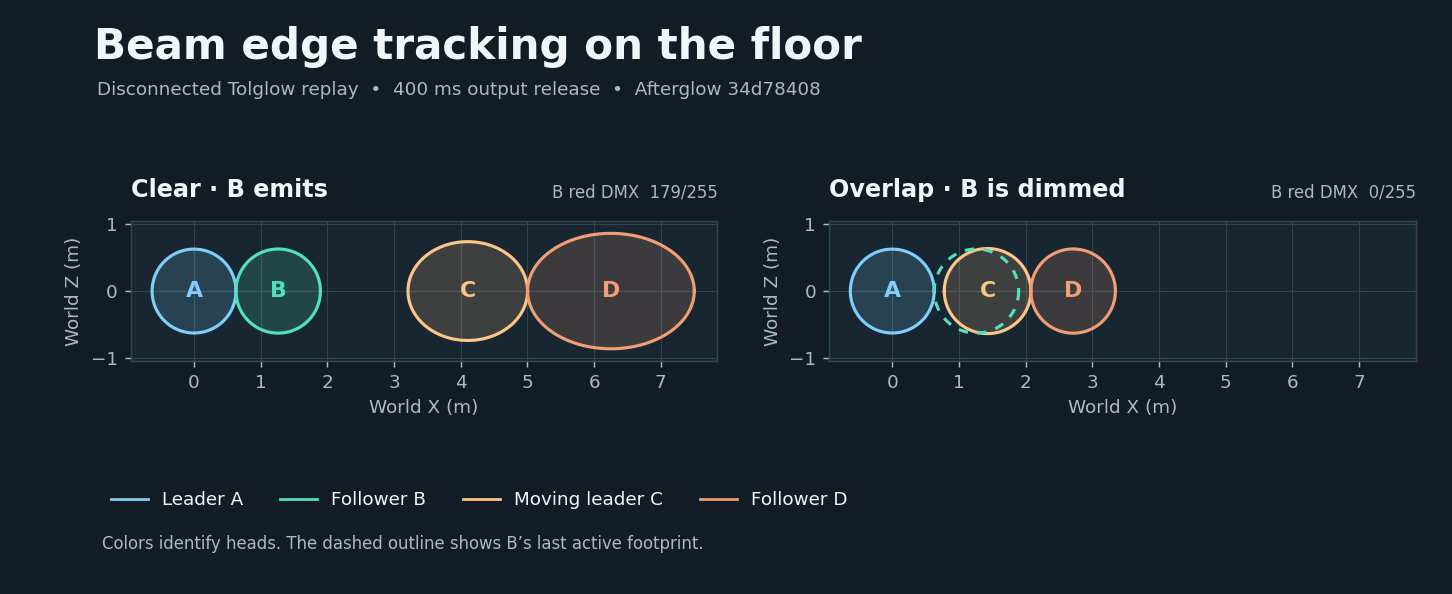 Beam edge tracking on the floor
Disconnected Tolglow replay • 400 ms output release • Afterglow 34d78408
Clear · B emits
B red DMX 179/255
World Z (m)
1
0
−1
A
B
C
D
0 1 2 3 4 5 6 7
World X (m)
Overlap · B is dimmed
B red DMX 0/255
World Z (m)
1
0
−1
A
C
D
0 1 2 3 4 5 6 7
World X (m)
Leader A
Follower B
Moving leader C
Follower D
Colors identify heads. The dashed outline shows B’s last active footprint.